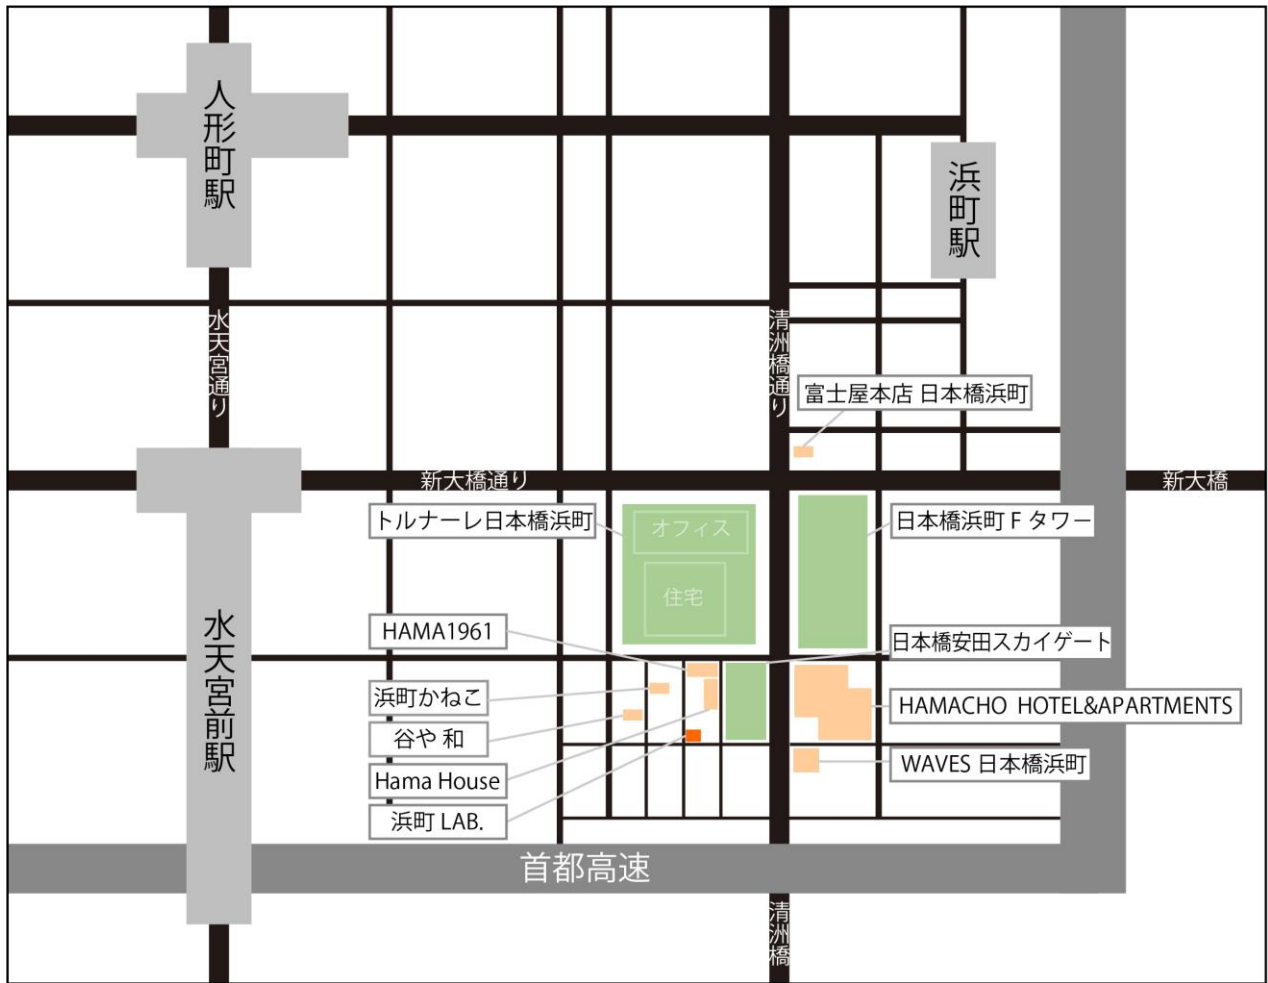 人形町駅
浜町駅
水天宮通り
清洲橋通り
富士屋本店 日本橋浜町
新大橋通り
新大橋
トルナーレ日本橋浜町
オフィス
住宅
日本橋浜町 F タワー
HAMA1961
日本橋安田スカイゲート
水天宮前駅
浜町かねこ
HAMACHO HOTEL&APARTMENTS
谷や 和
WAVES 日本橋浜町
Hama House
浜町 LAB.
首都高速
清洲橋